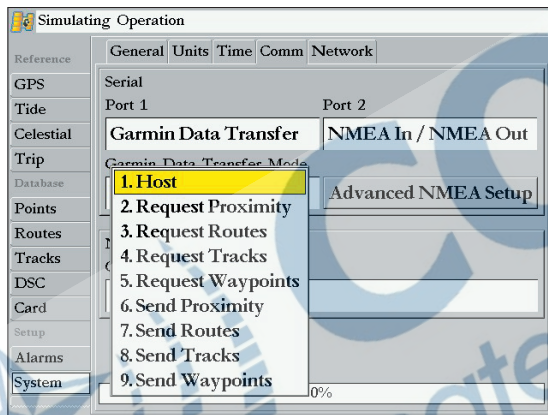 Simulating Operation
General Units Time Comm Network
Reference
GPS
Tide
Celestial
Trip
Database
Points
Routes
Tracks
DSC
Card
Setup
Alarms
System
Serial
Port 1
Port 2
Garmin Data Transfer
NMEA In / NMEA Out
Garmin Data Transfer Mode
Advanced NMEA Setup
1. Host
2. Request Proximity
3. Request Routes
4. Request Tracks
5. Request Waypoints
6. Send Proximity
7. Send Routes
8. Send Tracks
9. Send Waypoints
0%